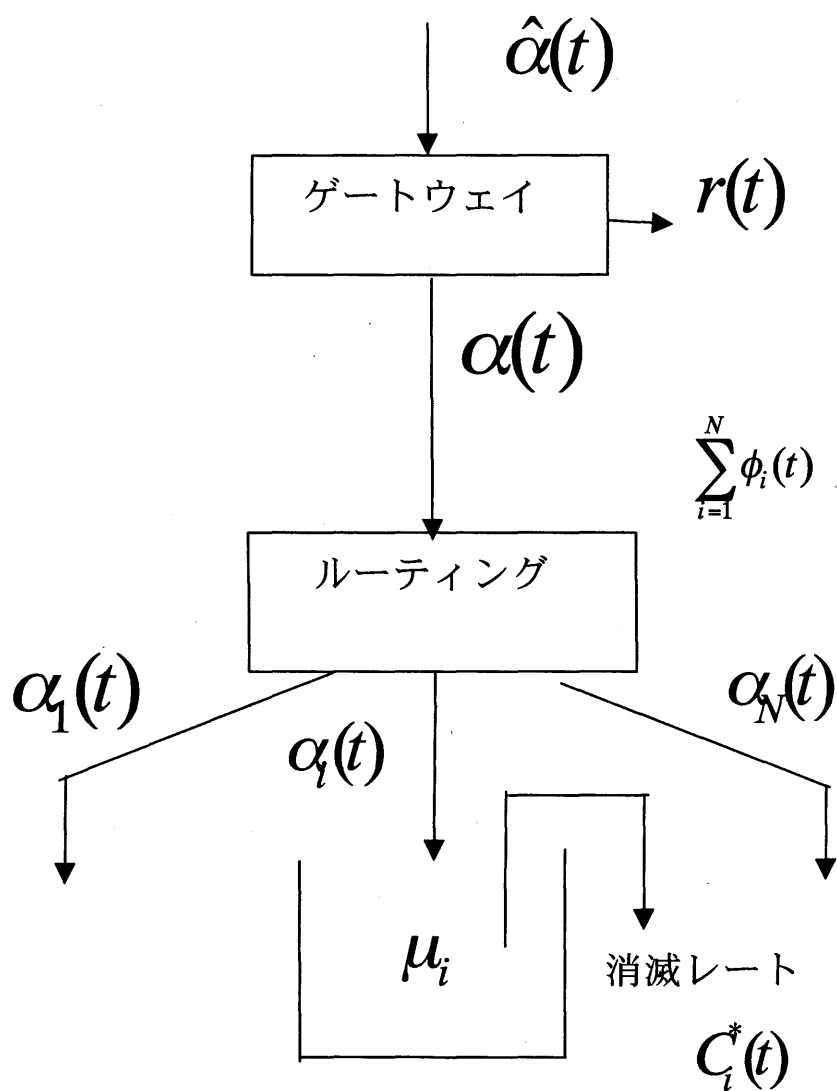 α̂(t)
ゲートウェイ
r(t)
α(t)
∑_{i=1}^{N} ϕ_i(t)
ルーティング
α_1(t)
α_i(t)
α_N(t)
μ_i
消滅レート
C_i^*(t)